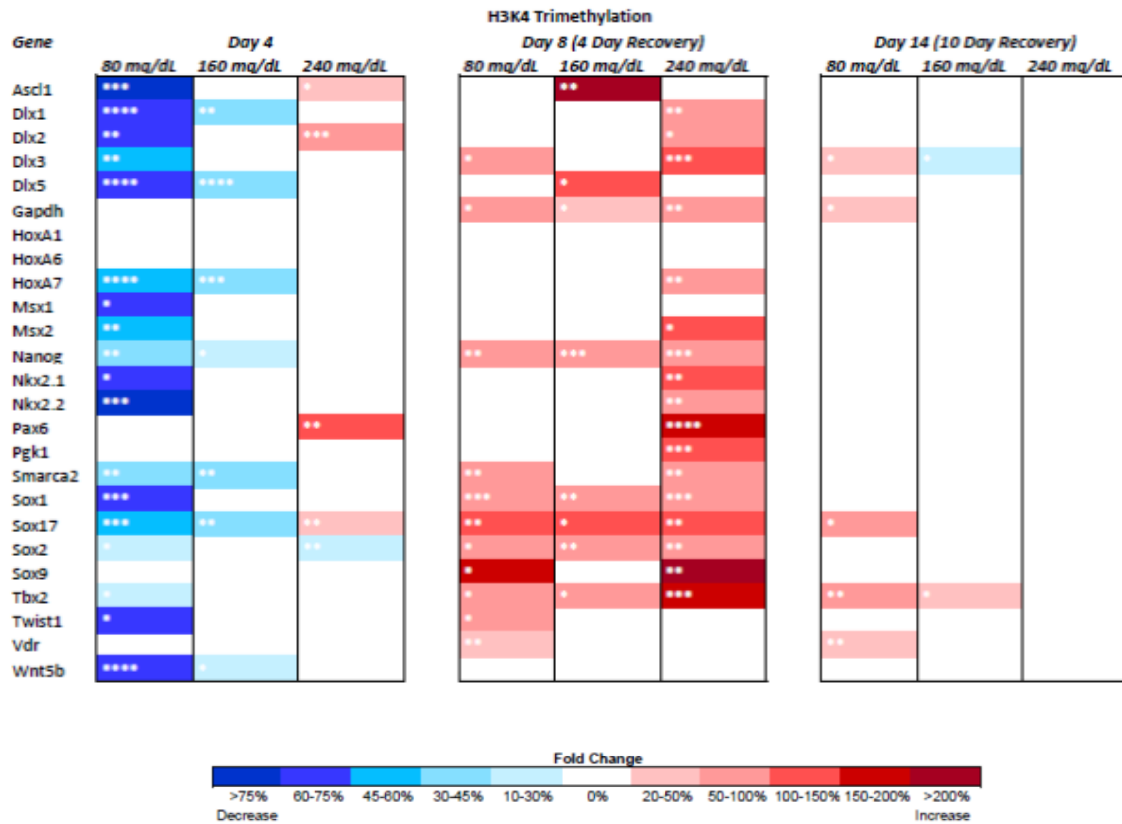 H3K4 Trimethylation
Gene Day 4 Day 8 (4 Day Recovery) Day 14 (10 Day Recovery)
80 mg/dL 160 mg/dL 240 mg/dL 80 mg/dL 160 mg/dL 240 mg/dL 80 mg/dL 160 mg/dL 240 mg/dL
Ascl1 *** * **
Dlx1 **** ** **
Dlx2 ** *** *
Dlx3 ** * *** * *
Dlx5 **** **** *
Gapdh * * ** *
HoxA1
HoxA6
HoxA7 **** *** **
Msx1 *
Msx2 ** *
Nanog ** * ** *** ***
Nkx2.1 * **
Nkx2.2 *** **
Pax6 ** ****
Pgk1 ***
Smarca2 ** ** ** **
Sox1 *** *** ** ***
Sox17 *** ** ** ** * ** *
Sox2 * ** * ** **
Sox9 * **
Tbx2 * * * *** ** *
Twist1 * *
Vdr ** **
Wnt5b **** *
Fold Change
>75% 60-75% 45-60% 30-45% 10-30% 0% 20-50% 50-100% 100-150% 150-200% >200%
Decrease Increase